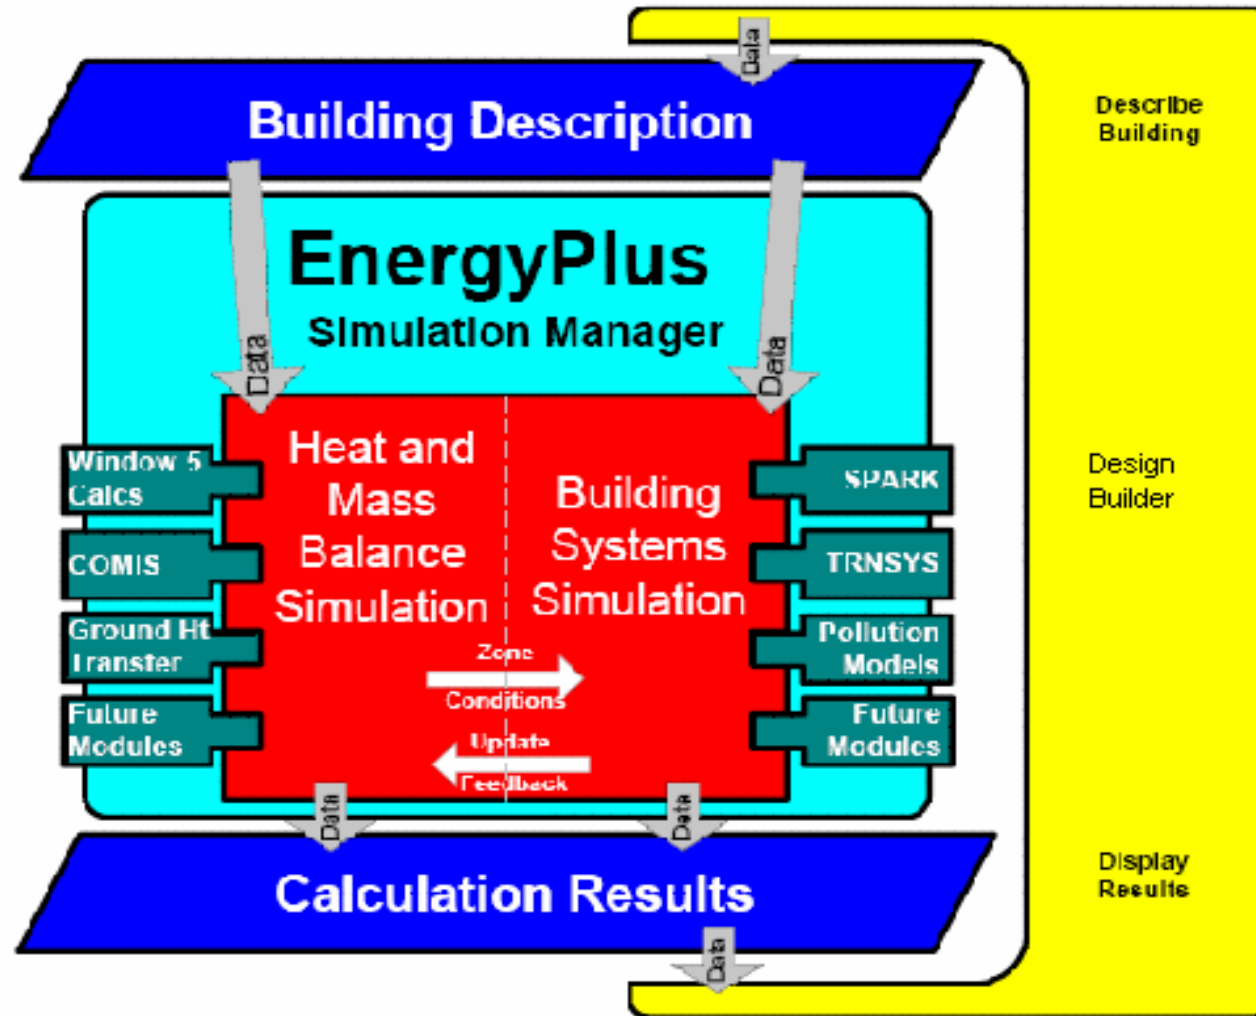 Data
Building Description
Describe
Building
EnergyPlus
Simulation Manager
Data
Data
Window 5
Calcs
COMIS
Ground Ht
Transfer
Future
Modules
Heat and
Mass
Balance
Simulation
Building
Systems
Simulation
Zone
Conditions
Update
Feedback
SPARK
TRNSYS
Pollution
Models
Future
Modules
Design
Builder
Data
Data
Calculation Results
Display
Results
Data